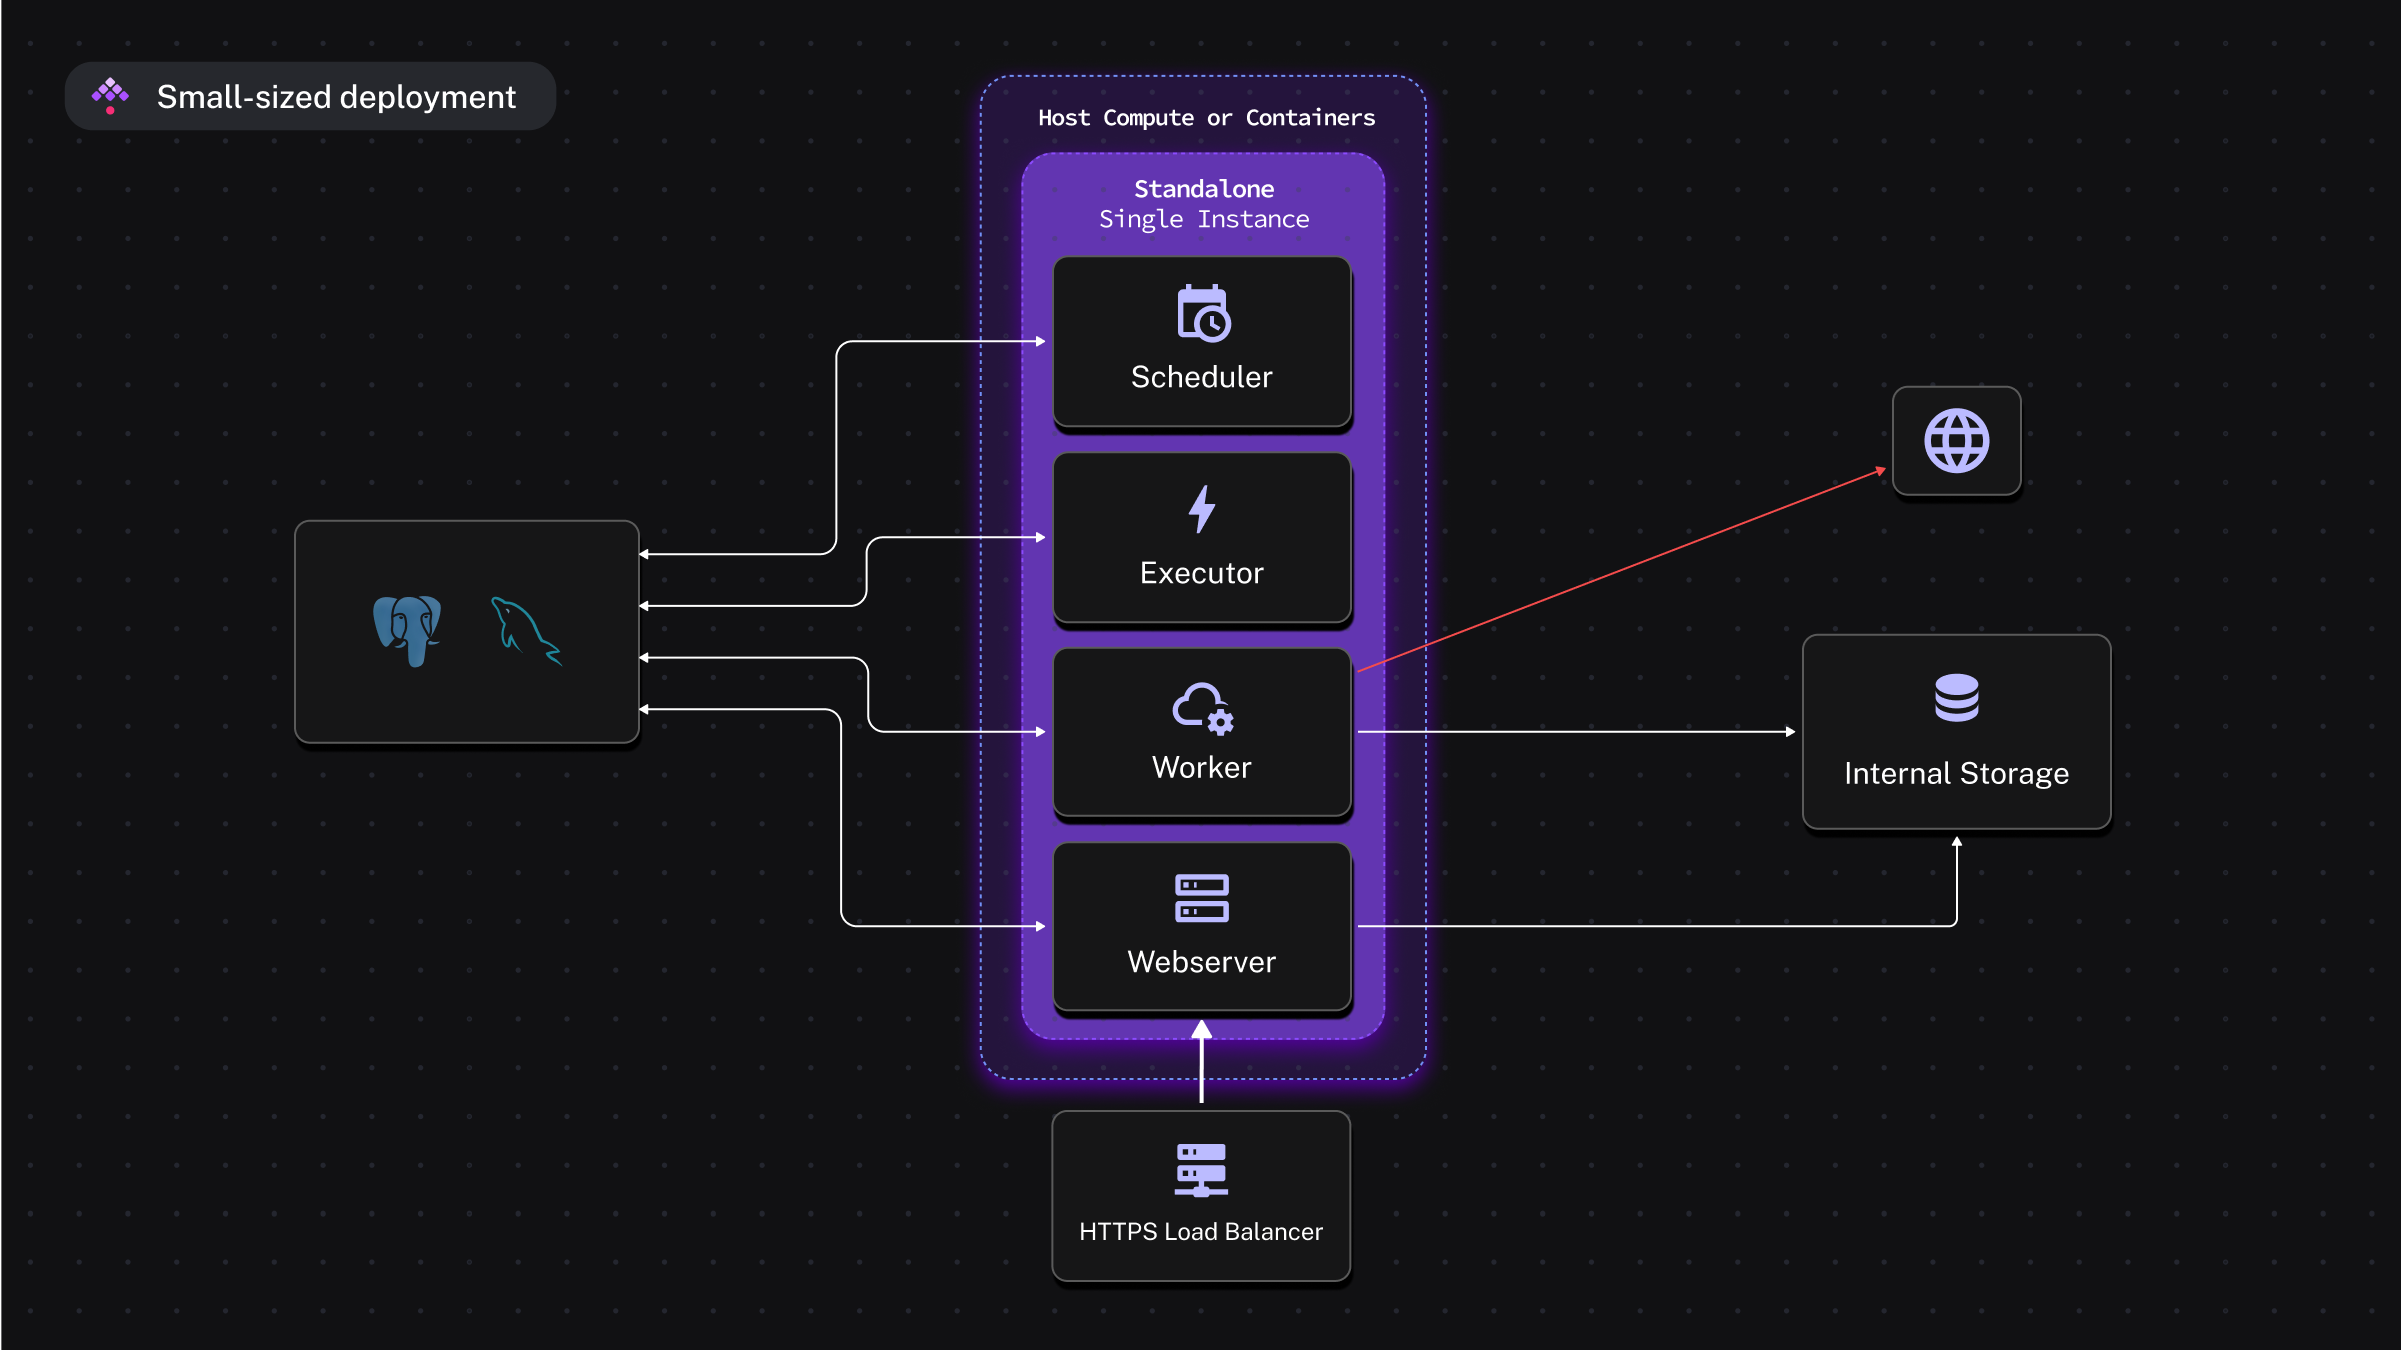 Small-sized deployment
Host Compute or Containers
Standalone
Single Instance
Scheduler
Executor
Worker
Webserver
Internal Storage
HTTPS Load Balancer